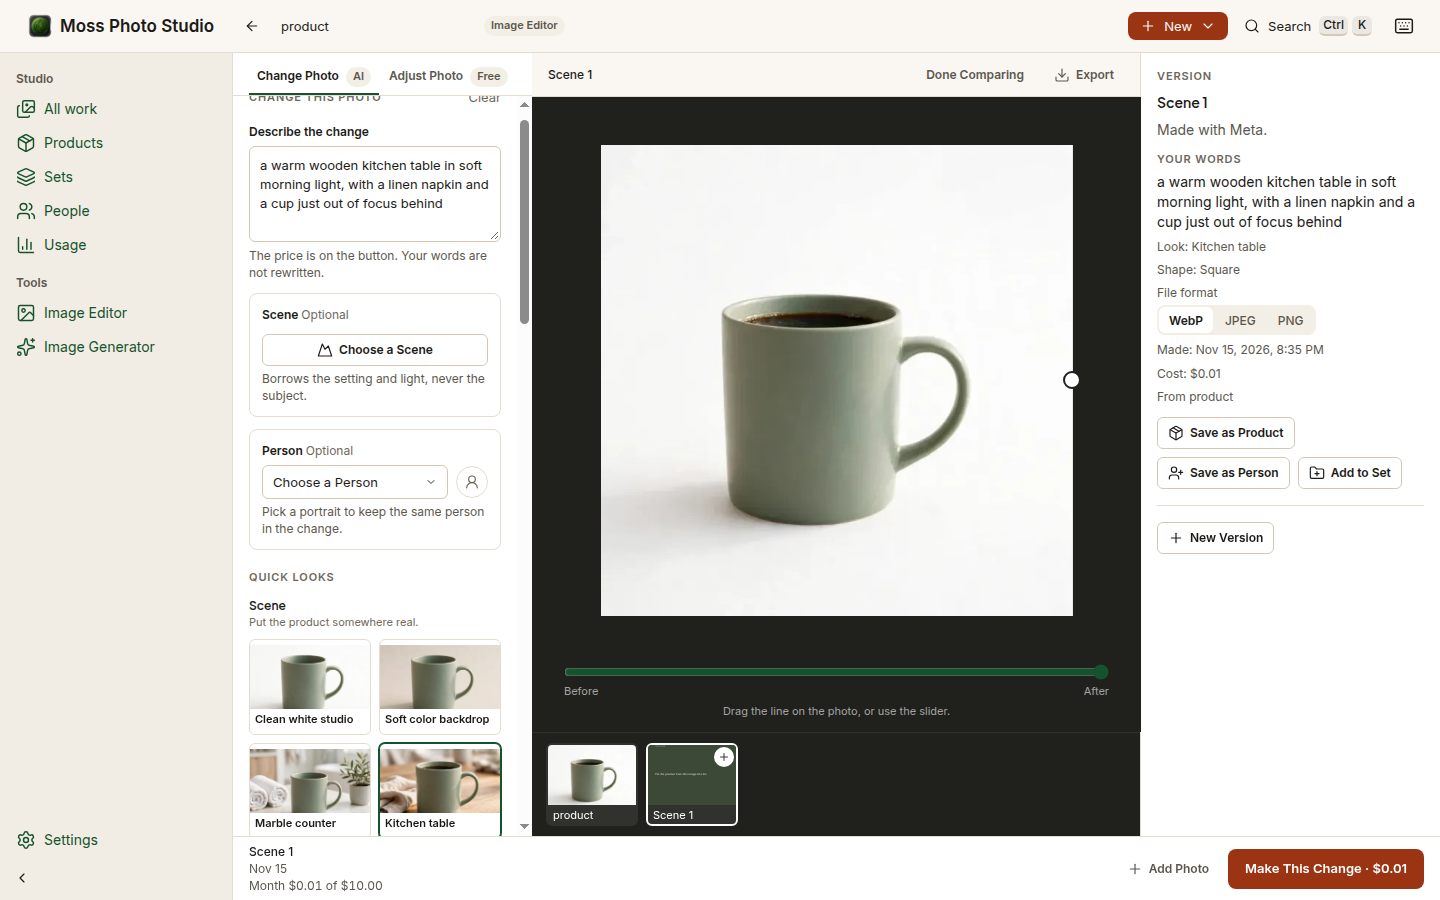 Moss Photo Studio
product
Image Editor
New
Search
Ctrl
K
Studio
All work
Products
Sets
People
Usage
Tools
Image Editor
Image Generator
Settings
Change Photo AI
Adjust Photo Free
CHANGE THIS PHOTO
Clear
Describe the change
a warm wooden kitchen table in soft
morning light, with a linen napkin and
a cup just out of focus behind
The price is on the button. Your words are
not rewritten.
Scene Optional
Choose a Scene
Borrows the setting and light, never the
subject.
Person Optional
Choose a Person
Pick a portrait to keep the same person
in the change.
QUICK LOOKS
Scene
Put the product somewhere real.
Clean white studio
Soft color backdrop
Marble counter
Kitchen table
Scene 1
Done Comparing
Export
Before
After
Drag the line on the photo, or use the slider.
product
Scene 1
VERSION
Scene 1
Made with Meta.
YOUR WORDS
a warm wooden kitchen table in soft
morning light, with a linen napkin and a
cup just out of focus behind
Look: Kitchen table
Shape: Square
File format
WebP
JPEG
PNG
Made: Nov 15, 2026, 8:35 PM
Cost: $0.01
From product
Save as Product
Save as Person
Add to Set
New Version
Scene 1
Nov 15
Month $0.01 of $10.00
Add Photo
Make This Change · $0.01